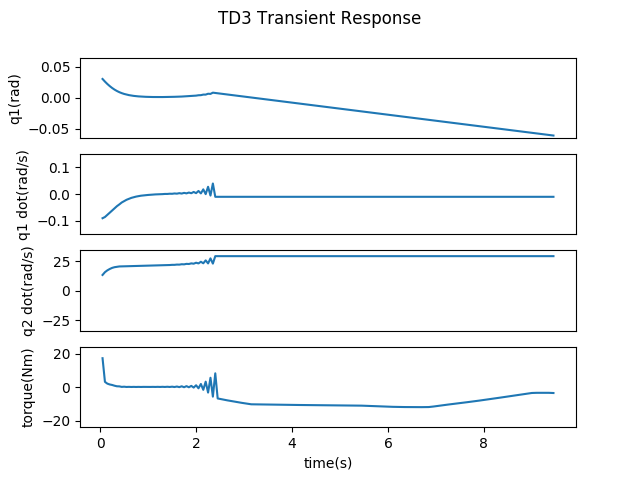 TD3 Transient Response
q1(rad)
0.05
0.00
−0.05
q1 dot(rad/s)
0.1
0.0
−0.1
q2 dot(rad/s)
25
0
−25
torque(Nm)
20
0
−20
0 2 4 6 8
time(s)